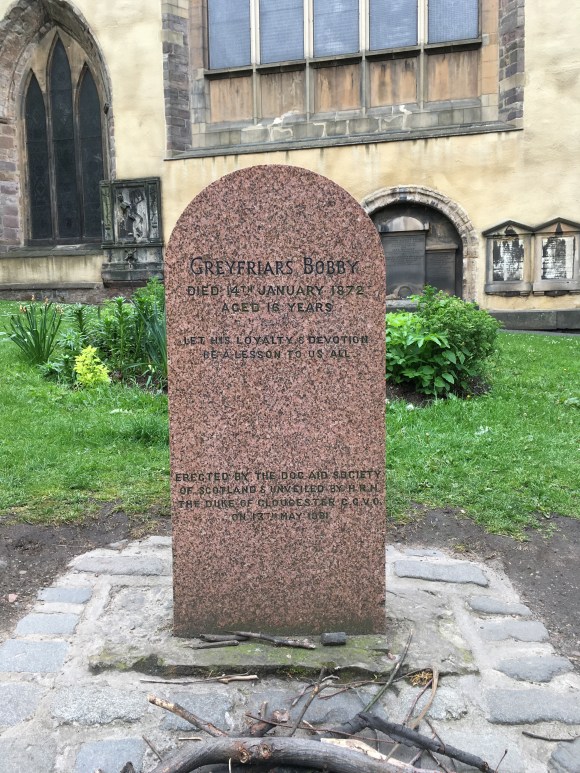 GREYFRIARS BOBBY
DIED 14TH JANUARY 1872
AGED 16 YEARS
LET HIS LOYALTY & DEVOTION
BE A LESSON TO US ALL
ERECTED BY THE DOG AID SOCIETY
OF SCOTLAND & UNVEILED BY H.R.H.
THE DUKE OF GLOUCESTER G.C.V.O.
ON 13TH MAY 1981